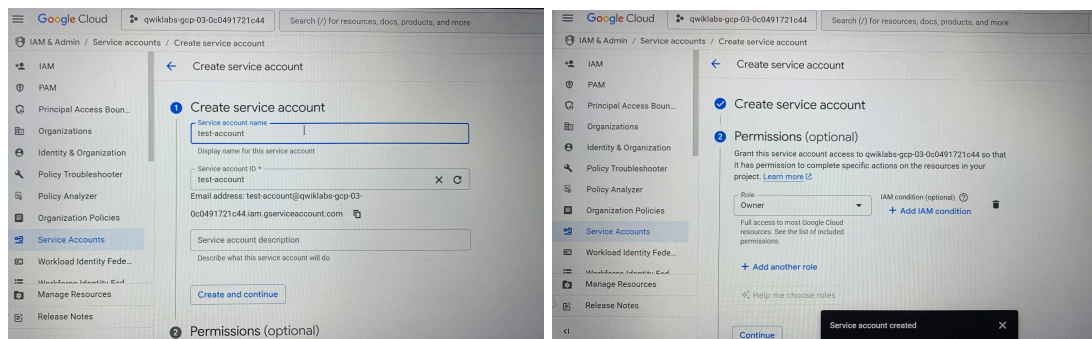 Google Cloud
qwiklabs-gcp-03-0c0491721c44
Search (/) for resources, docs, products, and more
IAM & Admin / Service accounts / Create service account
IAM
PAM
Principal Access Boun...
Organizations
Identity & Organization
Policy Troubleshooter
Policy Analyzer
Organization Policies
Service Accounts
Workload Identity Fede...
Workforce Identity Fed
Manage Resources
Release Notes
Create service account
1 Create service account
Service account name
test-account
Display name for this service account
Service account ID *
test-account
Email address: test-account@qwiklabs-gcp-03-
0c0491721c44.iam.gserviceaccount.com
Service account description
Describe what this service account will do
Create and continue
2 Permissions (optional)
Google Cloud
qwiklabs-gcp-03-0c0491721c44
Search (/) for resources, docs, products, and more
IAM & Admin / Service accounts / Create service account
IAM
PAM
Principal Access Boun...
Organizations
Identity & Organization
Policy Troubleshooter
Policy Analyzer
Organization Policies
Service Accounts
Workload Identity Fede...
Workforce Identity Fed
Manage Resources
Release Notes
Create service account
Create service account
2 Permissions (optional)
Grant this service account access to qwiklabs-gcp-03-0c0491721c44 so that
it has permission to complete specific actions on the resources in your
project. Learn more
Role
Owner
IAM condition (optional)
+ Add IAM condition
Full access to most Google Cloud
resources. See the list of included
permissions.
+ Add another role
Help me choose roles
Continue
Service account created